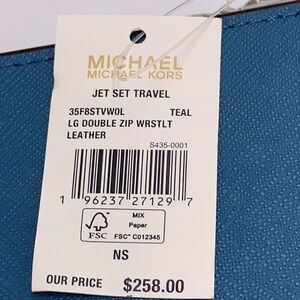 MICHAEL
MICHAEL KORS
JET SET TRAVEL
35F8STVW0L TEAL
LG DOUBLE ZIP WRSTLT
LEATHER
S435-0001
1 96237 27129 7
MIX
Paper
FSC
FSC™ C012345
NS
OUR PRICE $258.00